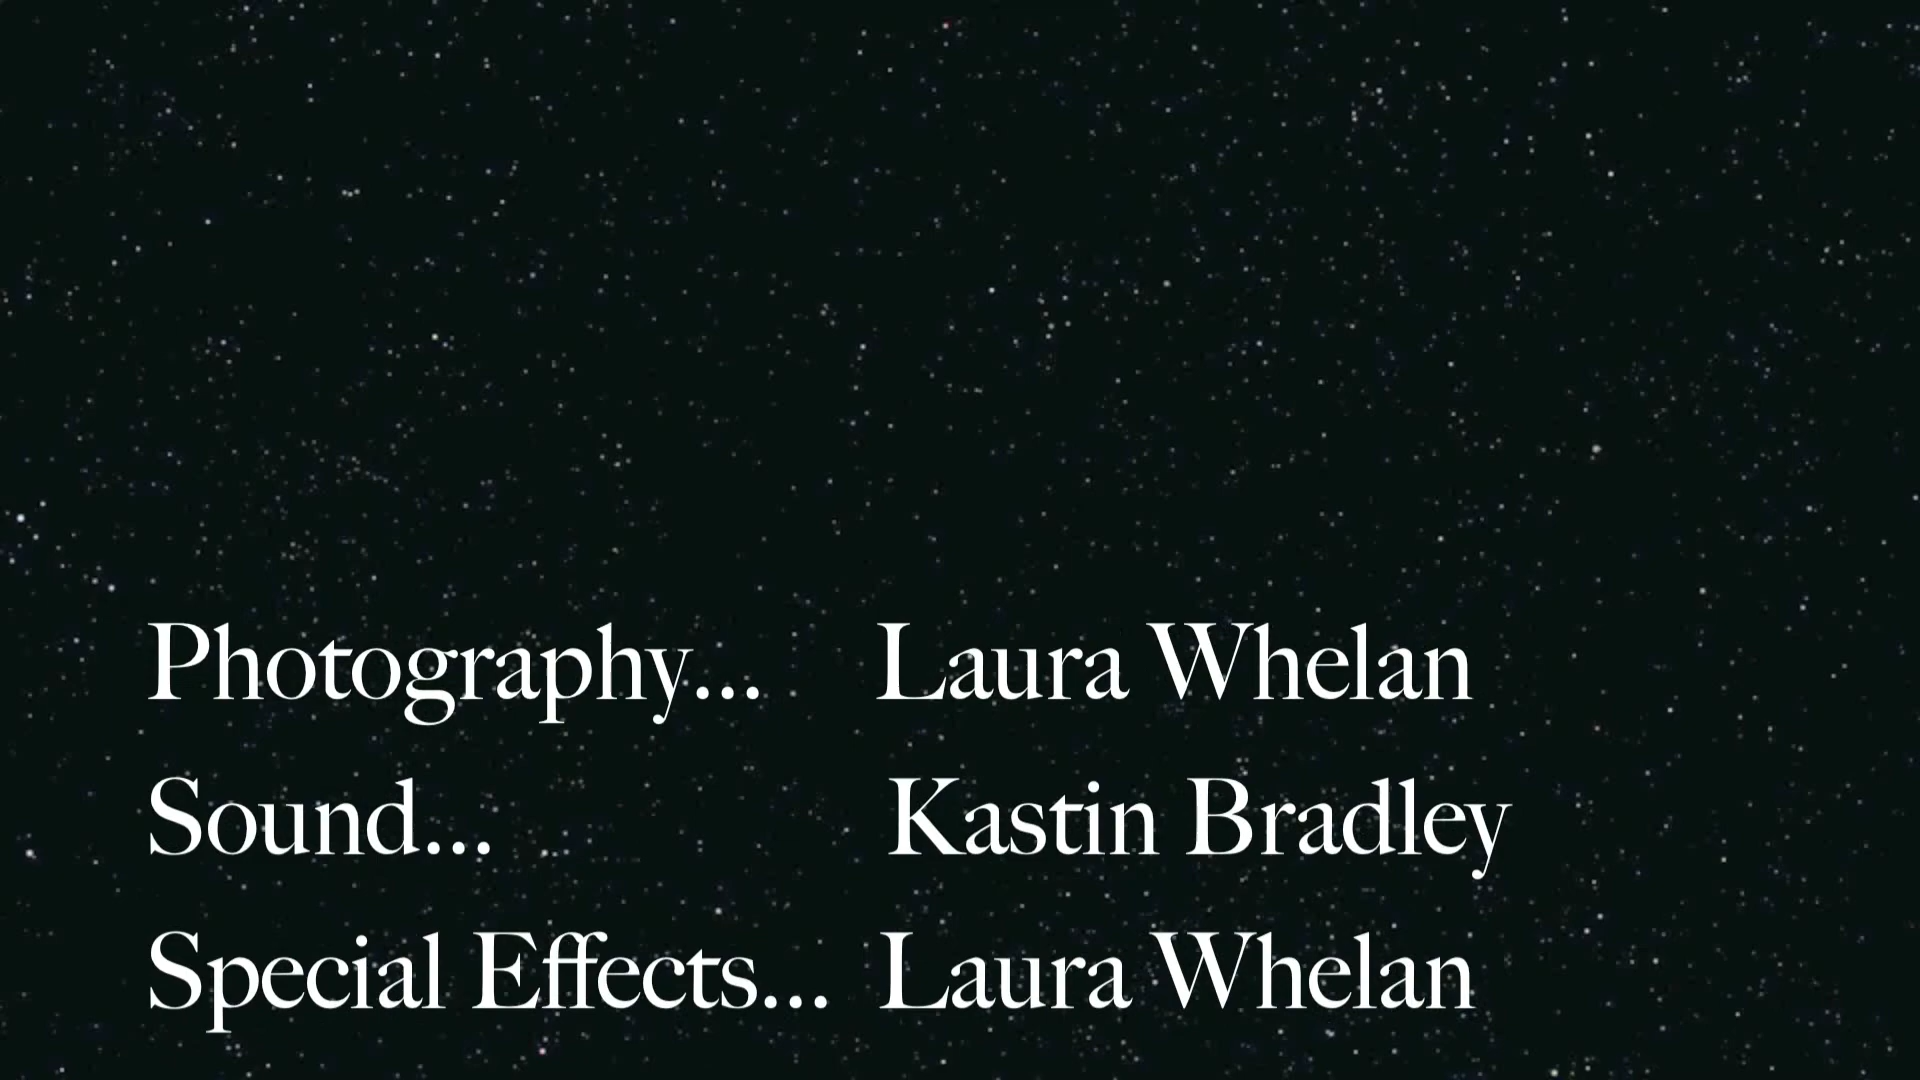 Photography... Laura Whelan
Sound... Kastin Bradley
Special Effects... Laura Whelan